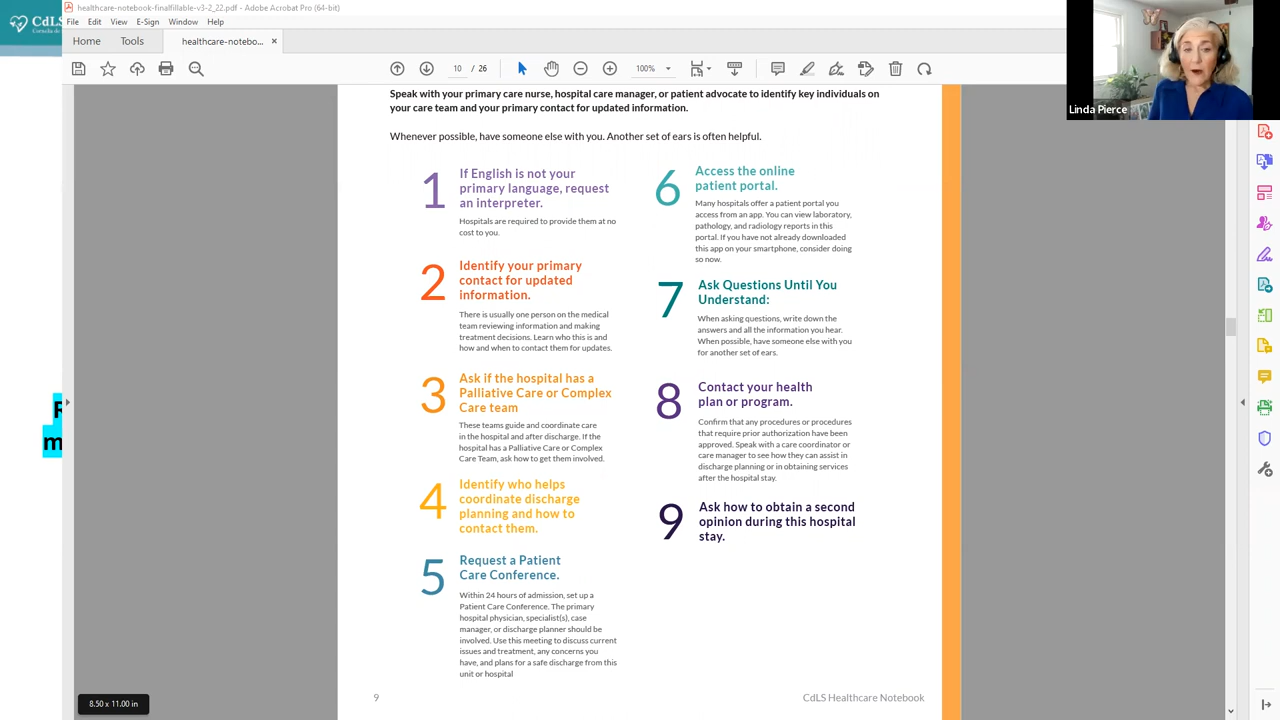 CdLS
healthcare-notebook-finalfillable-v3-2_22.pdf - Adobe Acrobat Pro (64-bit)
File Edit View E-Sign Window Help
Home Tools healthcare-notebo... ×
10 / 26
100%
Linda Pierce
Speak with your primary care nurse, hospital care manager, or patient advocate to identify key individuals on
your care team and your primary contact for updated information.
Whenever possible, have someone else with you. Another set of ears is often helpful.
1
If English is not your
primary language, request
an interpreter.
Hospitals are required to provide them at no
cost to you.
2
Identify your primary
contact for updated
information.
There is usually one person on the medical
team reviewing information and making
treatment decisions. Learn who this is and
how and when to contact them for updates.
3
Ask if the hospital has a
Palliative Care or Complex
Care team
These teams guide and coordinate care
in the hospital and after discharge. If the
hospital has a Palliative Care or Complex
Care Team, ask how to get them involved.
4
Identify who helps
coordinate discharge
planning and how to
contact them.
5
Request a Patient
Care Conference.
Within 24 hours of admission, set up a
Patient Care Conference. The primary
hospital physician, specialist(s), case
manager, or discharge planner should be
involved. Use this meeting to discuss current
issues and treatment, any concerns you
have, and plans for a safe discharge from this
unit or hospital
6
Access the online
patient portal.
Many hospitals offer a patient portal you
access from an app. You can view laboratory,
pathology, and radiology reports in this
portal. If you have not already downloaded
this app on your smartphone, consider doing
so now.
7
Ask Questions Until You
Understand:
When asking questions, write down the
answers and all the information you hear.
When possible, have someone else with you
for another set of ears.
8
Contact your health
plan or program.
Confirm that any procedures or procedures
that require prior authorization have been
approved. Speak with a care coordinator or
care manager to see how they can assist in
discharge planning or in obtaining services
after the hospital stay.
9
Ask how to obtain a second
opinion during this hospital
stay.
9
CdLS Healthcare Notebook
8.50 x 11.00 in